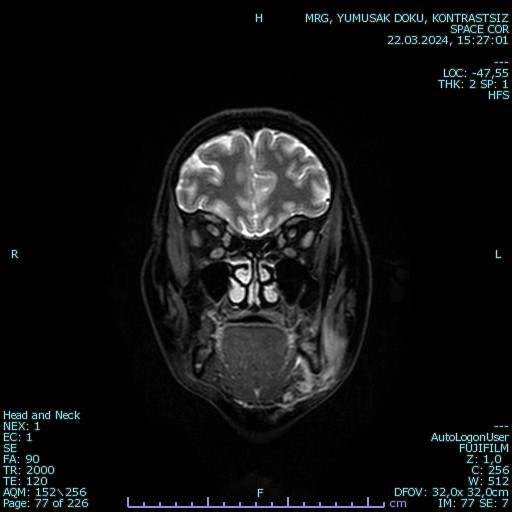 H
MRG, YUMUSAK DOKU, KONTRASTSIZ
SPACE COR
22.03.2024, 15:27:01
---
LOC: -47,55
THK: 2 SP: 1
HFS
R
L
Head and Neck
NEX: 1
EC: 1
SE
FA: 90
TR: 2000
TE: 120
AQM: 152\256
Page: 77 of 226
F
cm
---
AutoLogonUser
FUJIFILM
Z: 1,0
C: 256
W: 512
DFOV: 32,0x 32,0cm
IM: 77 SE: 7